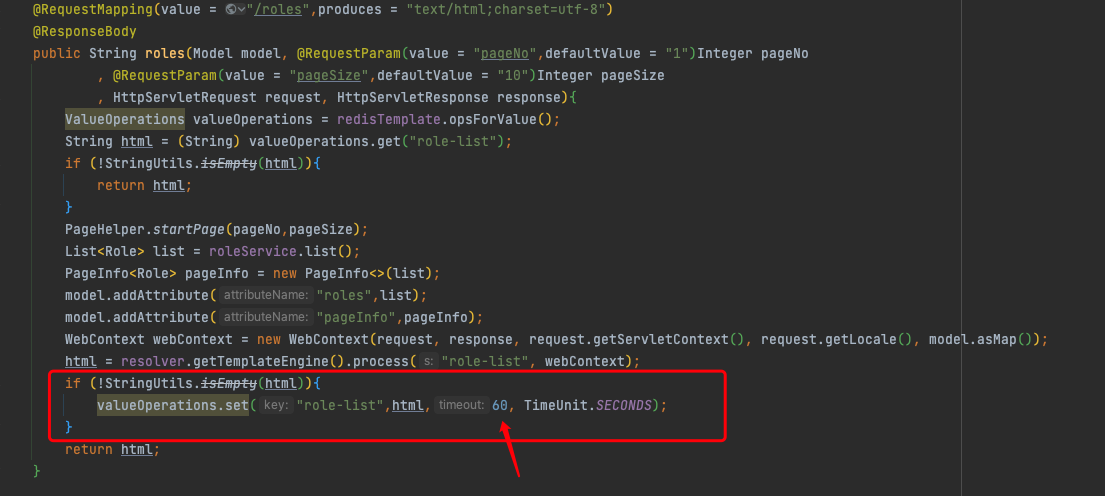 @RequestMapping(value = "/roles",produces = "text/html;charset=utf-8")
@ResponseBody
public String roles(Model model, @RequestParam(value = "pageNo",defaultValue = "1")Integer pageNo
, @RequestParam(value = "pageSize",defaultValue = "10")Integer pageSize
, HttpServletRequest request, HttpServletResponse response){
ValueOperations valueOperations = redisTemplate.opsForValue();
String html = (String) valueOperations.get("role-list");
if (!StringUtils.isEmpty(html)){
return html;
}
PageHelper.startPage(pageNo,pageSize);
List<Role> list = roleService.list();
PageInfo<Role> pageInfo = new PageInfo<>(list);
model.addAttribute( attributeName: "roles",list);
model.addAttribute( attributeName: "pageInfo",pageInfo);
WebContext webContext = new WebContext(request, response, request.getServletContext(), request.getLocale(), model.asMap());
html = resolver.getTemplateEngine().process( s: "role-list", webContext);
if (!StringUtils.isEmpty(html)){
valueOperations.set( key: "role-list",html, timeout: 60, TimeUnit.SECONDS);
}
return html;
}